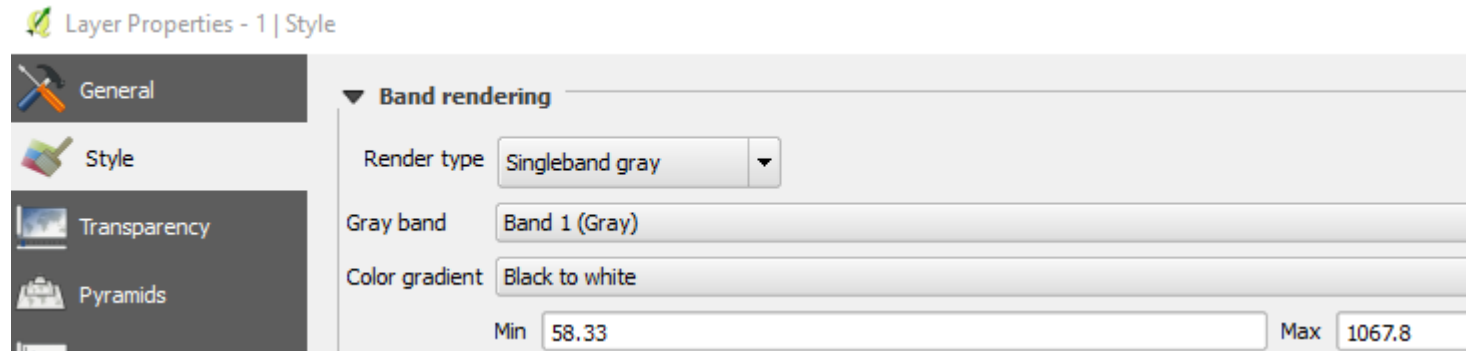 Layer Properties - 1 | Style
General
Band rendering
Style
Render type Singleband gray
Transparency
Gray band Band 1 (Gray)
Color gradient Black to white
Pyramids
Min 58.33 Max 1067.8